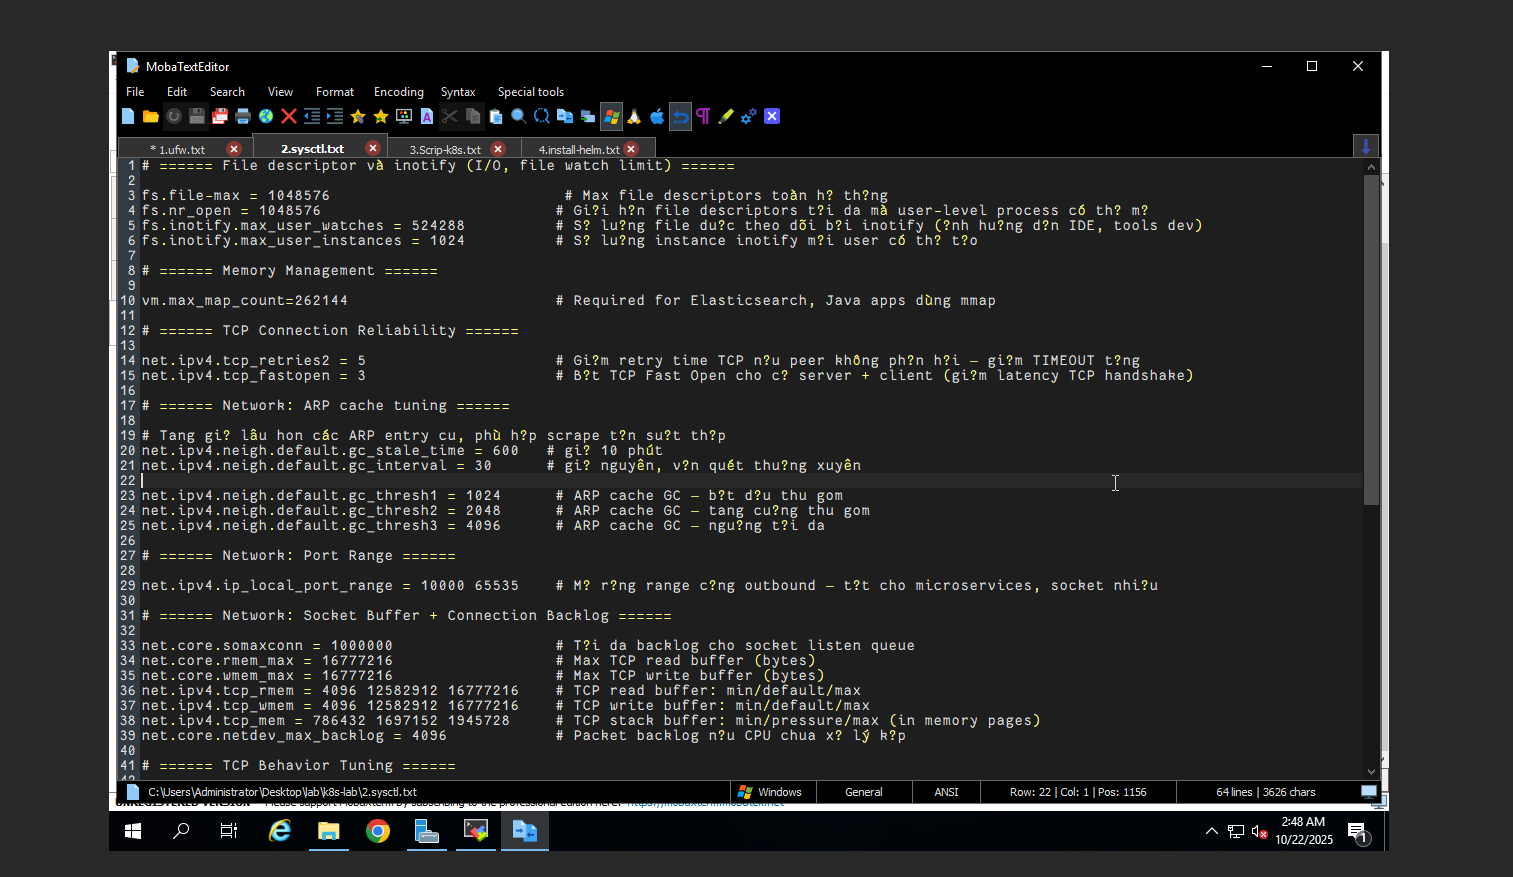 MobaTextEditor
File Edit Search View Format Encoding Syntax Special tools
* 1.ufw.txt 2.sysctl.txt 3.Scrip-k8s.txt 4.install-helm.txt
1 # ====== File descriptor và inotify (I/O, file watch limit) ======
2
3 fs.file-max = 1048576 # Max file descriptors toàn h? th?ng
4 fs.nr_open = 1048576 # Gi?i h?n file descriptors t?i da mà user-level process có th? m?
5 fs.inotify.max_user_watches = 524288 # S? lu?ng file du?c theo dõi b?i inotify (?nh hu?ng d?n IDE, tools dev)
6 fs.inotify.max_user_instances = 1024 # S? lu?ng instance inotify m?i user có th? t?o
7
8 # ====== Memory Management ======
9
10 vm.max_map_count=262144 # Required for Elasticsearch, Java apps dùng mmap
11
12 # ====== TCP Connection Reliability ======
13
14 net.ipv4.tcp_retries2 = 5 # Gi?m retry time TCP n?u peer không ph?n h?i – gi?m TIMEOUT t?ng
15 net.ipv4.tcp_fastopen = 3 # B?t TCP Fast Open cho c? server + client (gi?m latency TCP handshake)
16
17 # ====== Network: ARP cache tuning ======
18
19 # Tang gi? lâu hon các ARP entry cu, phù h?p scrape t?n su?t th?p
20 net.ipv4.neigh.default.gc_stale_time = 600 # gi? 10 phút
21 net.ipv4.neigh.default.gc_interval = 30 # gi? nguyên, v?n quét thu?ng xuyên
22
23 net.ipv4.neigh.default.gc_thresh1 = 1024 # ARP cache GC – b?t d?u thu gom
24 net.ipv4.neigh.default.gc_thresh2 = 2048 # ARP cache GC – tang cu?ng thu gom
25 net.ipv4.neigh.default.gc_thresh3 = 4096 # ARP cache GC – ngu?ng t?i da
26
27 # ====== Network: Port Range ======
28
29 net.ipv4.ip_local_port_range = 10000 65535 # M? r?ng range c?ng outbound – t?t cho microservices, socket nhi?u
30
31 # ====== Network: Socket Buffer + Connection Backlog ======
32
33 net.core.somaxconn = 1000000 # T?i da backlog cho socket listen queue
34 net.core.rmem_max = 16777216 # Max TCP read buffer (bytes)
35 net.core.wmem_max = 16777216 # Max TCP write buffer (bytes)
36 net.ipv4.tcp_rmem = 4096 12582912 16777216 # TCP read buffer: min/default/max
37 net.ipv4.tcp_wmem = 4096 12582912 16777216 # TCP write buffer: min/default/max
38 net.ipv4.tcp_mem = 786432 1697152 1945728 # TCP stack buffer: min/pressure/max (in memory pages)
39 net.core.netdev_max_backlog = 4096 # Packet backlog n?u CPU chua x? lý k?p
40
41 # ====== TCP Behavior Tuning ======
C:\Users\Administrator\Desktop\lab\k8s-lab\2.sysctl.txt Windows General ANSI Row: 22 | Col: 1 | Pos: 1156 64 lines | 3626 chars
2:48 AM
10/22/2025
1